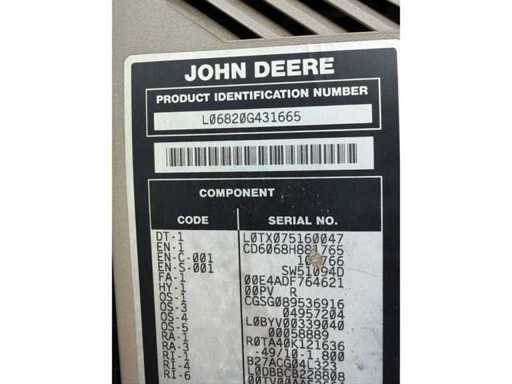 JOHN DEERE
PRODUCT IDENTIFICATION NUMBER
L06820G431665
COMPONENT
CODE SERIAL NO.
DT-1 L0TX075160047
EN-1 CD6068H881765
EN-C-001
EN-S-001 SW51094D
FA-1 00E4ADF764621
HY-1 00PV R
OS-1 CGSG089536916
OS-3 04957204
OS-4 L0BYV00339040
OS-5 00058889
RA-1 R0TA40K121636
RA-3 -49/10-1.800
RI-1 B27ACG04L323
RI-4 L0DB8CB228808
RI-6